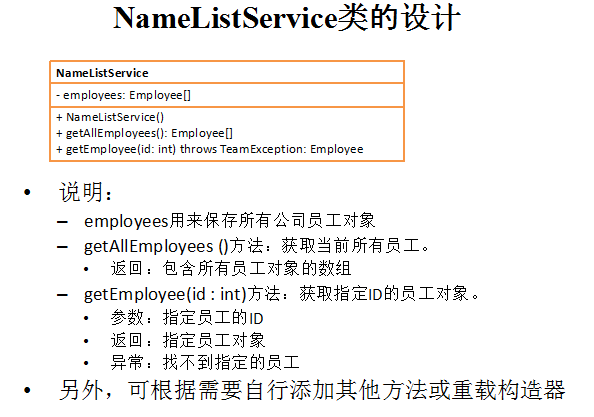 NameListService类的设计
NameListService
- employees: Employee[]
+ NameListService()
+ getAllEmployees(): Employee[]
+ getEmployee(id: int) throws TeamException: Employee
• 说明：
– employees用来保存所有公司员工对象
– getAllEmployees ()方法：获取当前所有员工。
• 返回：包含所有员工对象的数组
– getEmployee(id : int)方法：获取指定ID的员工对象。
• 参数：指定员工的ID
• 返回：指定员工对象
• 异常：找不到指定的员工
• 另外，可根据需要自行添加其他方法或重载构造器